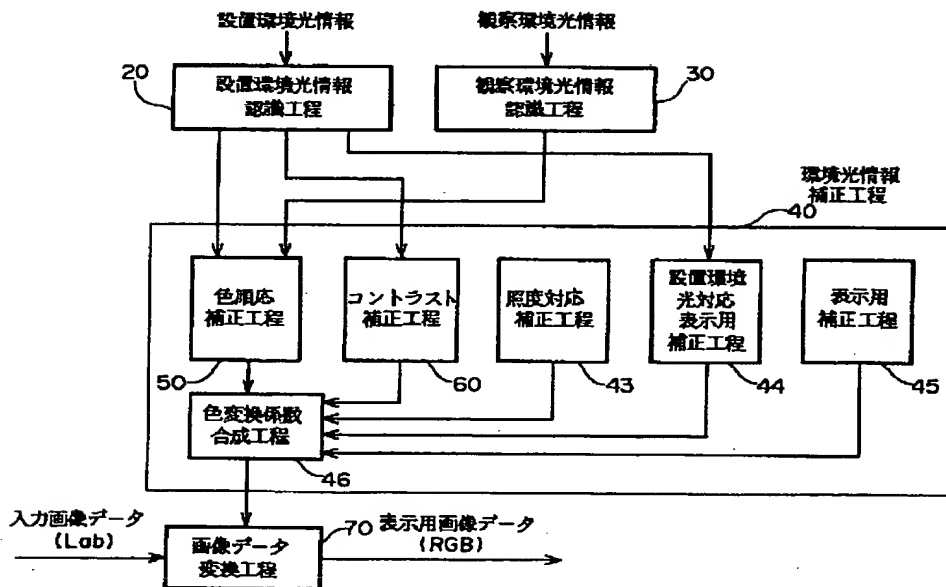 設置環境光情報
観察環境光情報
20
設置環境光情報
認識工程
観察環境光情報
認識工程
30
環境光情報
補正工程
40
色順応
補正工程
コントラスト
補正工程
照度対応
補正工程
設置環境
光対応
表示用
補正工程
表示用
補正工程
50
60
43
44
45
色変換係数
合成工程
46
入力画像データ
(Lab)
画像データ
変換工程
70
表示用画像データ
(RGB)